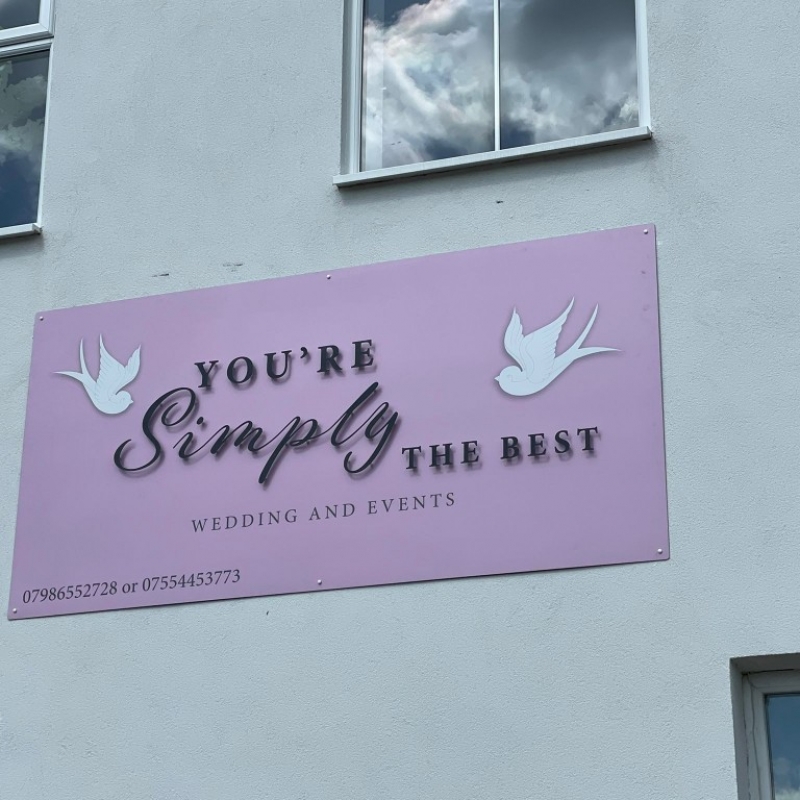 YOU'RE
Simply THE BEST
WEDDING AND EVENTS
07986552728 or 07554453773